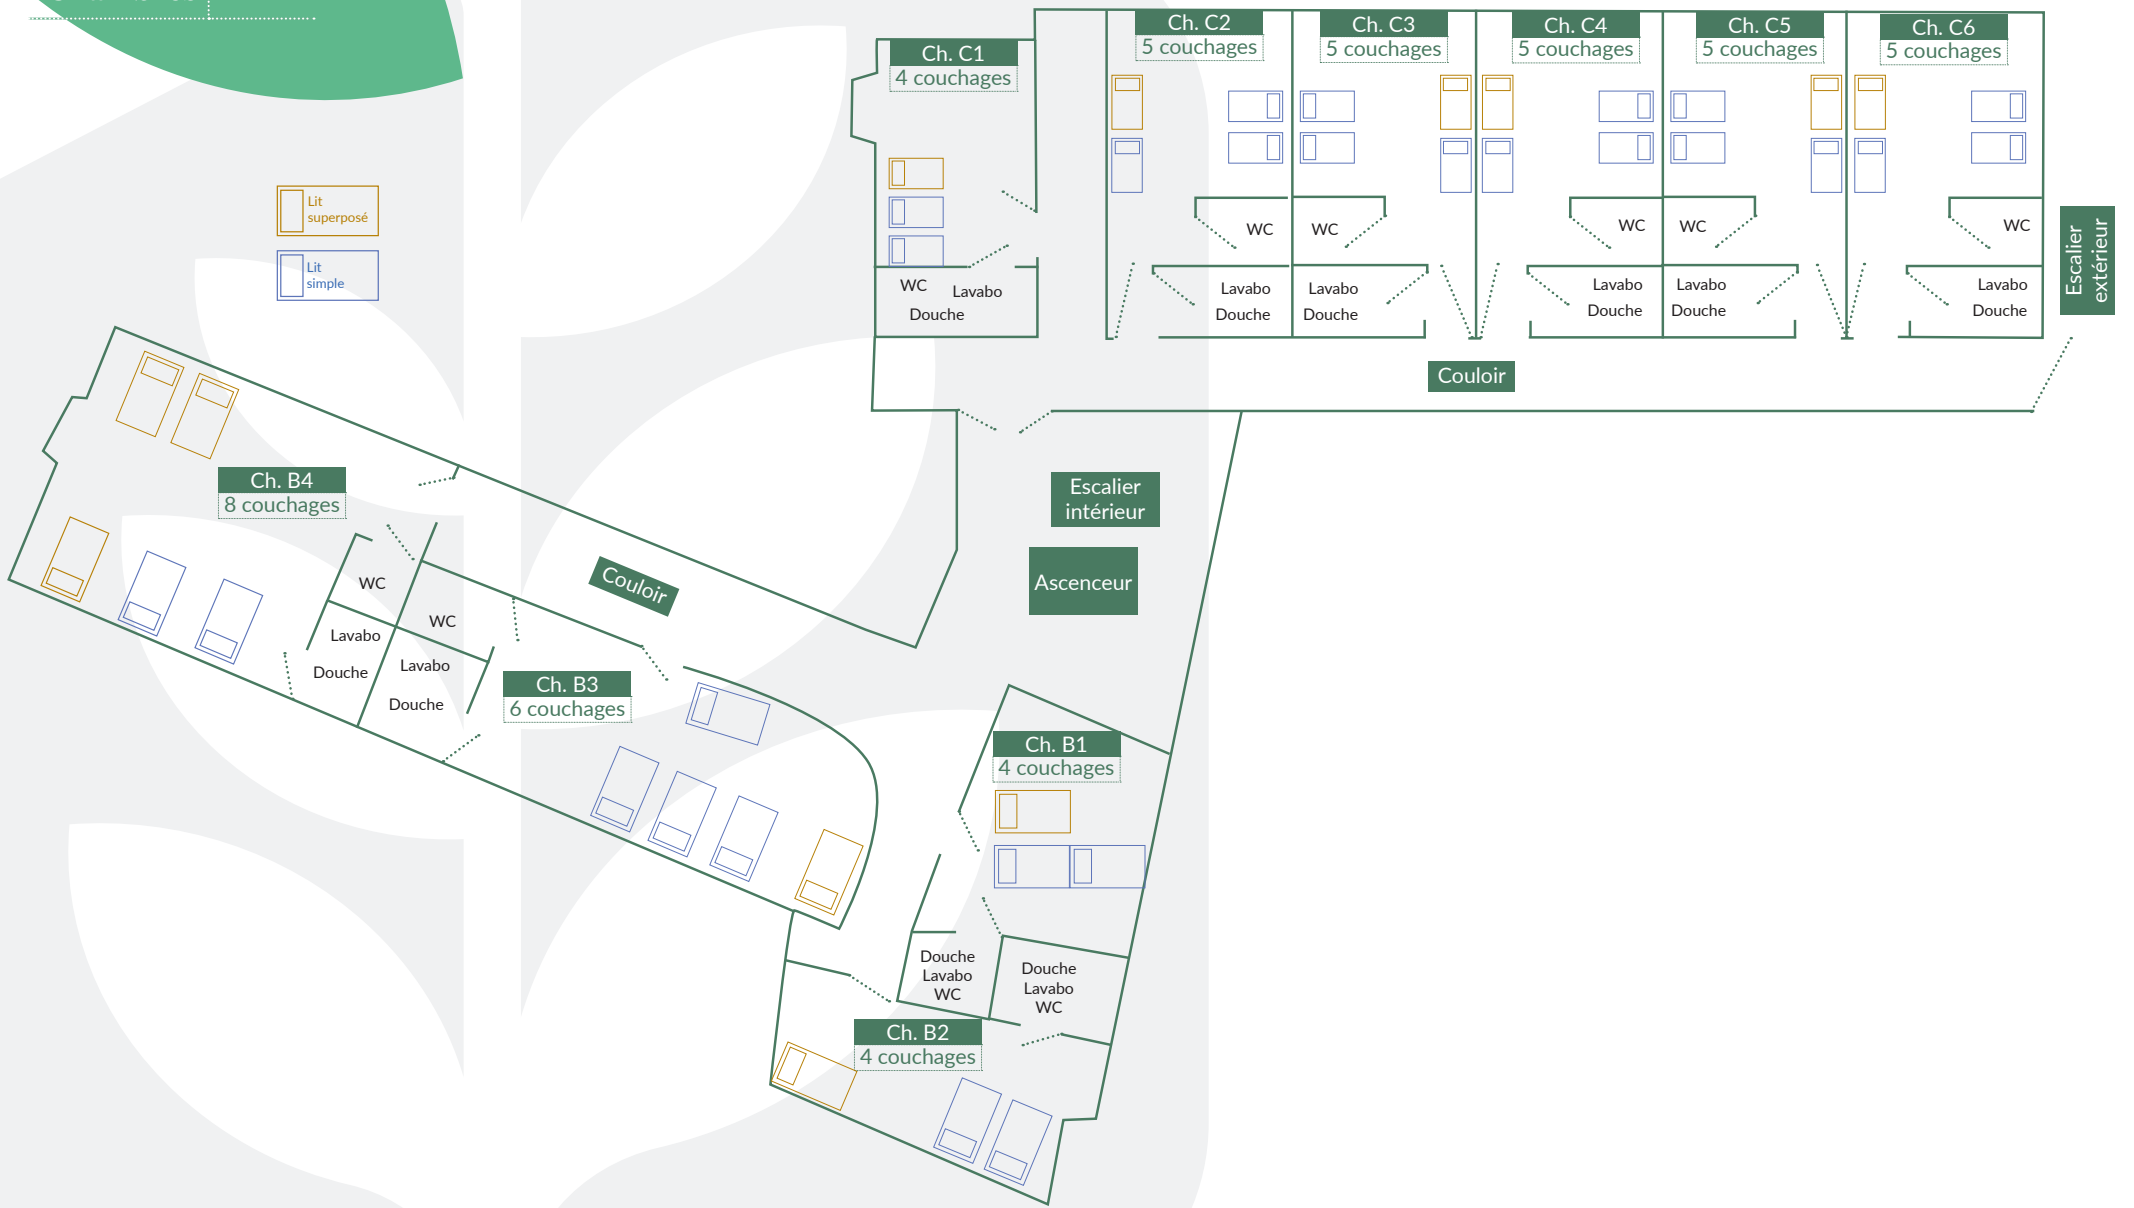 Ch. C1
4 couchages
Ch. C2
5 couchages
Ch. C3
5 couchages
Ch. C4
5 couchages
Ch. C5
5 couchages
Ch. C6
5 couchages
Lit
superposé
Lit
simple
WC
Lavabo
Douche
WC
Lavabo
Douche
WC
Lavabo
Douche
WC
Lavabo
Douche
WC
Lavabo
Douche
WC
Lavabo
Douche
Escalier
extérieur
Couloir
Escalier
intérieur
Ascenceur
Ch. B4
8 couchages
WC
Lavabo
Douche
WC
Lavabo
Douche
Couloir
Ch. B3
6 couchages
Ch. B1
4 couchages
Douche
Lavabo
WC
Douche
Lavabo
WC
Ch. B2
4 couchages